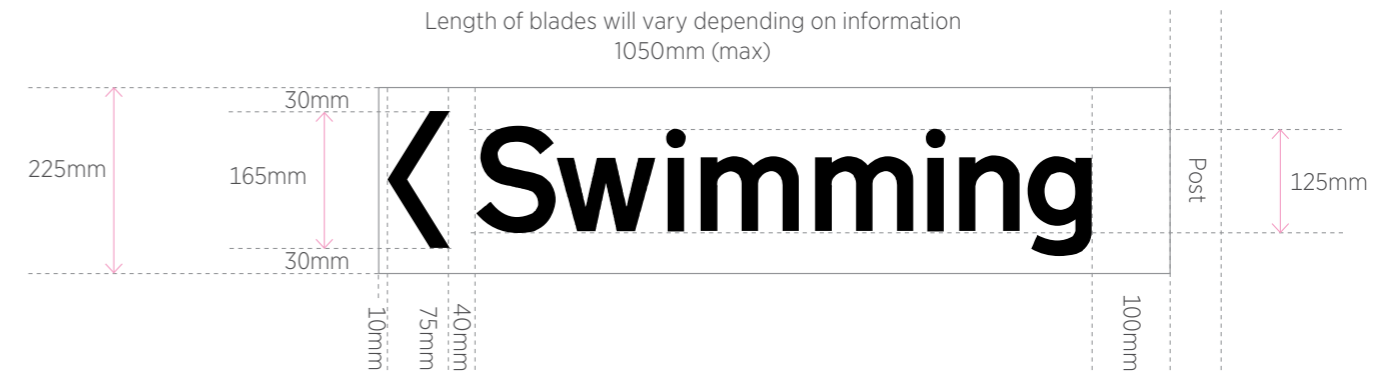 Length of blades will vary depending on information
1050mm (max)
30mm
225mm
165mm
Swimming
Post
125mm
30mm
10mm
75mm
40mm
100mm